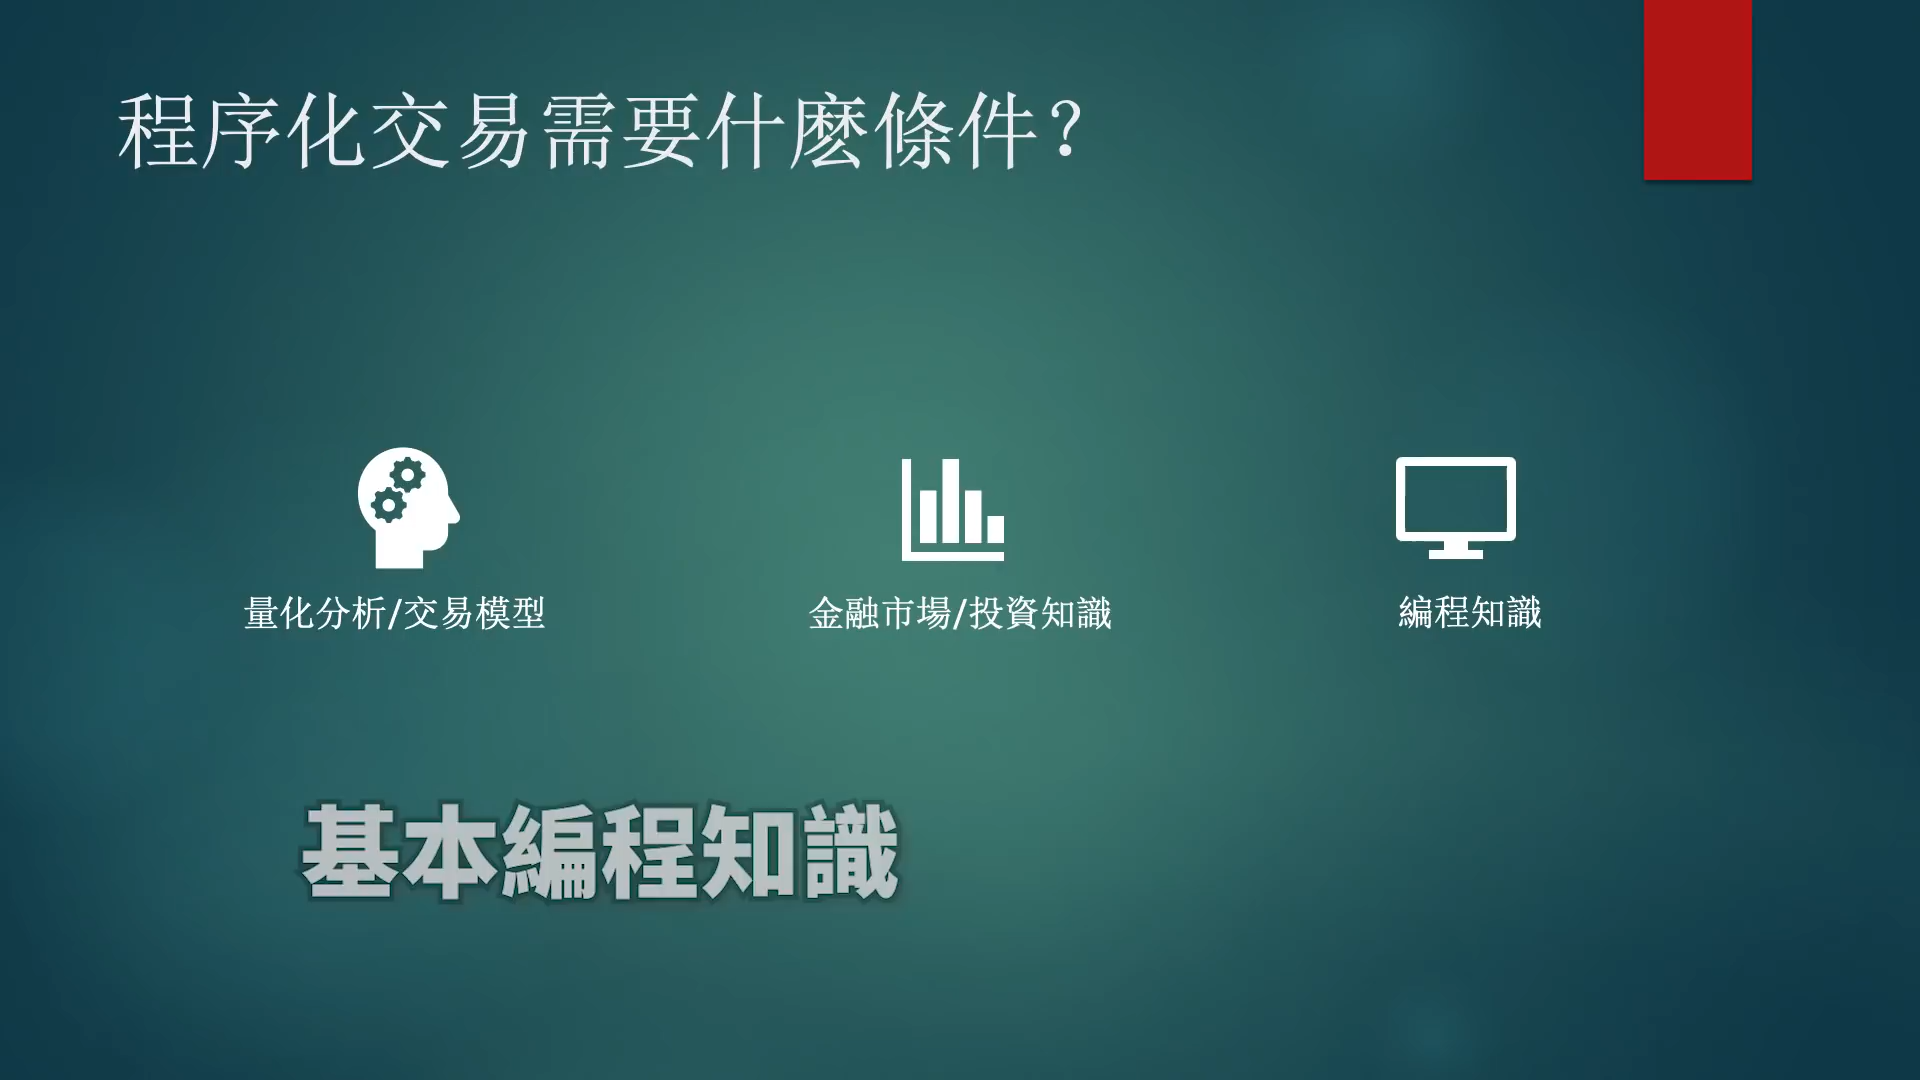 程序化交易需要什麽條件？
量化分析/交易模型
金融市場/投資知識
編程知識
基本編程知識